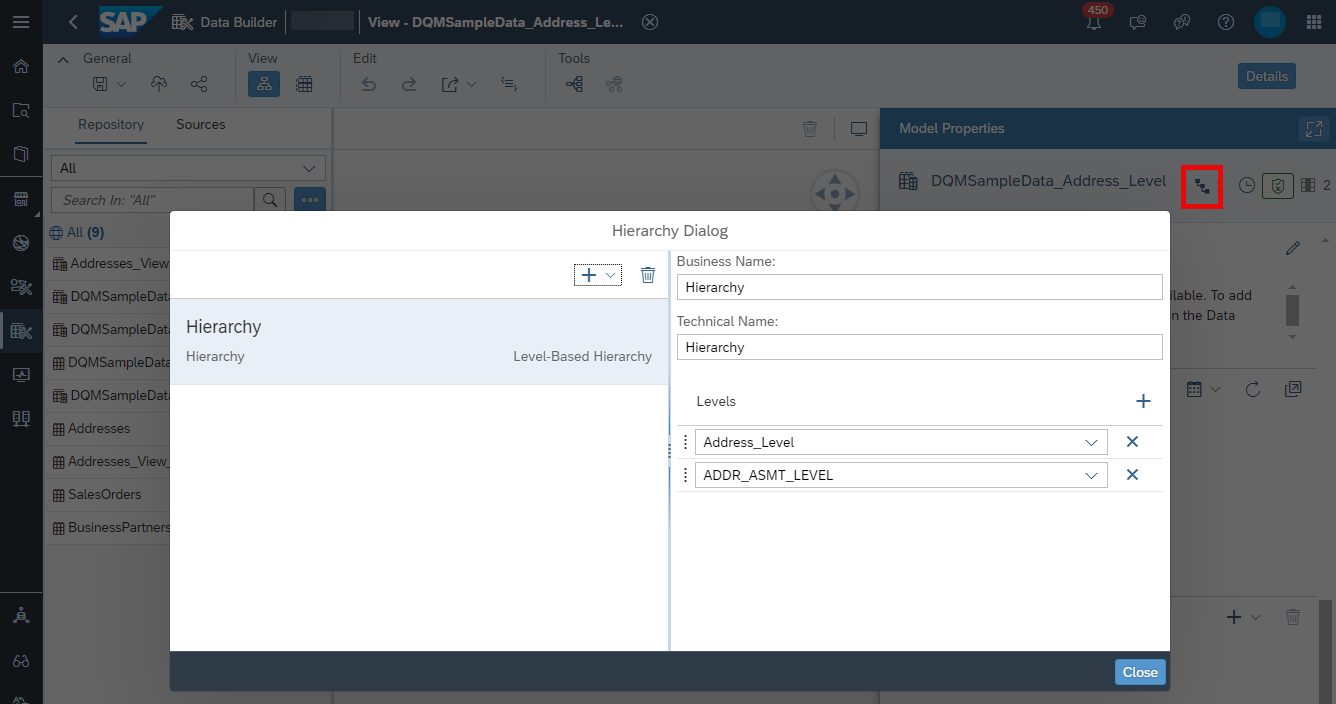 SAP Data Builder View - DQMSampleData_Address_Le... 450
General View Edit Tools
Details
Repository Sources
Model Properties
All
DQMSampleData_Address_Level
2
Search In: "All"
All (9)
Addresses_View
DQMSampleData
DQMSampleData
DQMSampleData
DQMSampleData
Addresses
Addresses_View_
SalesOrders
BusinessPartners
Hierarchy Dialog
Hierarchy
Hierarchy Level-Based Hierarchy
Business Name:
Hierarchy
Technical Name:
Hierarchy
Levels
Address_Level
ADDR_ASMT_LEVEL
Close
ilable. To add
n the Data